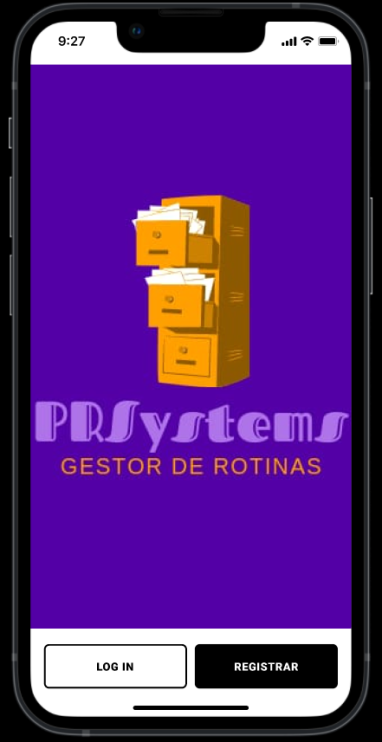 9:27
PRSystems
GESTOR DE ROTINAS
LOG IN
REGISTRAR